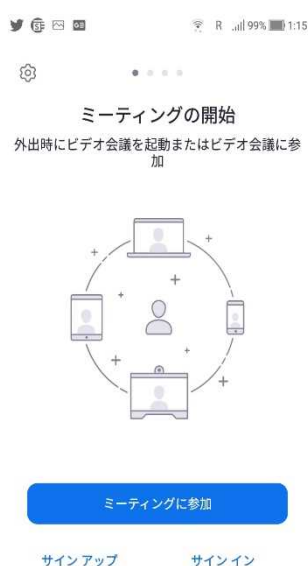 R 99% 1:15
ミーティングの開始
外出時にビデオ会議を起動またはビデオ会議に参
加
ミーティングに参加
サイン アップ サイン イン